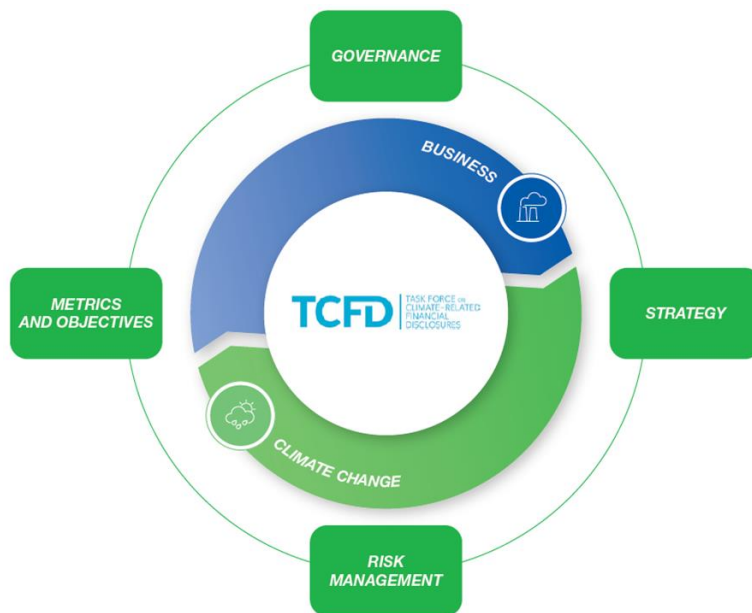 GOVERNANCE
BUSINESS
METRICS
AND OBJECTIVES
TCFD
TASK FORCE ON
CLIMATE-RELATED
FINANCIAL
DISCLOSURES
STRATEGY
CLIMATE CHANGE
RISK
MANAGEMENT